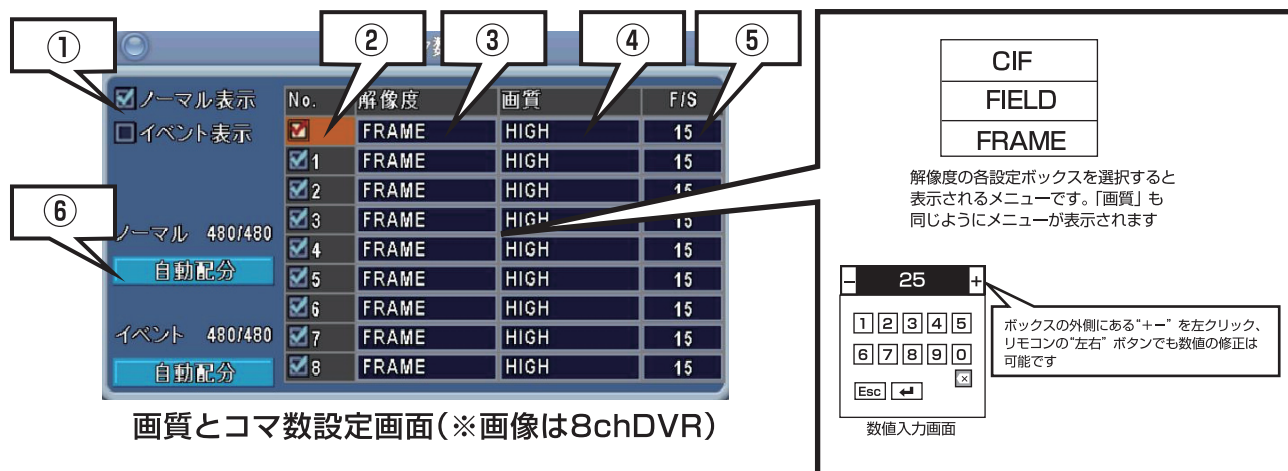 ①
②
③
④
⑤
⑥
数
ノーマル表示
イベント表示
ノーマル 480/480
自動配分
イベント 480/480
自動配分
No. 解像度 画質 F/S
FRAME HIGH 15
1 FRAME HIGH 15
2 FRAME HIGH 15
3 FRAME HIGH 15
4 FRAME HIGH 15
5 FRAME HIGH 15
6 FRAME HIGH 15
7 FRAME HIGH 15
8 FRAME HIGH 15
画質とコマ数設定画面(※画像は8chDVR)
CIF
FIELD
FRAME
解像度の各設定ボックスを選択すると
表示されるメニューです。「画質」も
同じようにメニューが表示されます
- 25 +
1 2 3 4 5
6 7 8 9 0
×
Esc ↵
数値入力画面
ボックスの外側にある“+−” を左クリック、
リモコンの“左右” ボタンでも数値の修正は
可能です